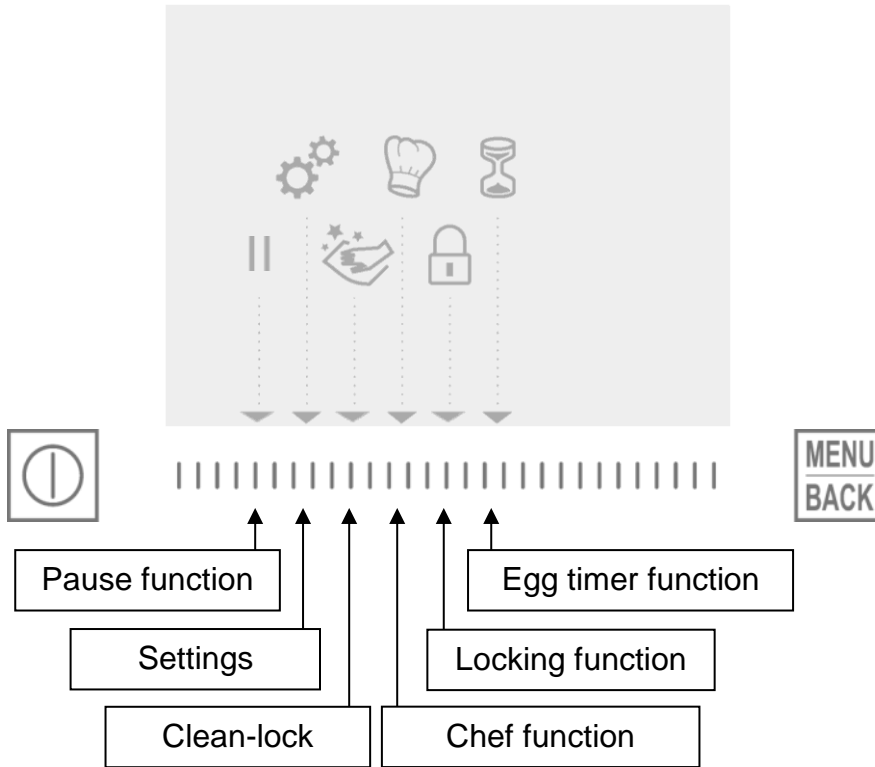 MENU
BACK
Pause function
Egg timer function
Settings
Locking function
Clean-lock
Chef function